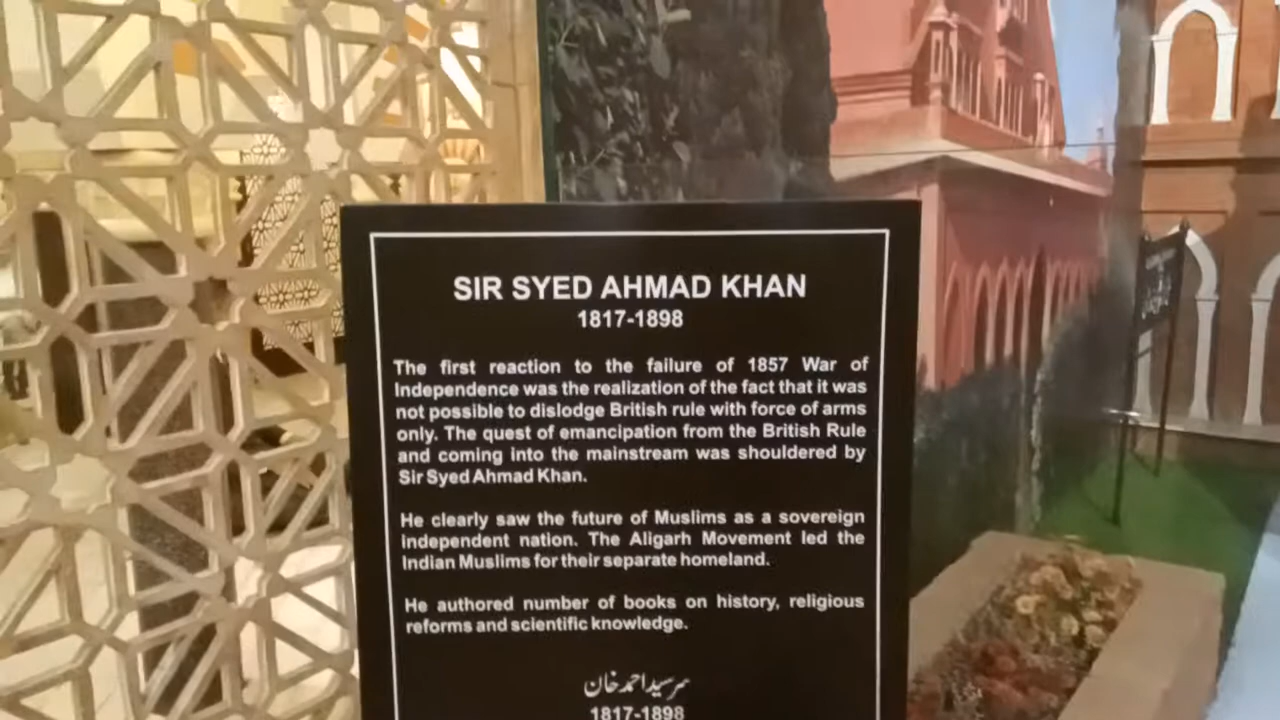 SIR SYED AHMAD KHAN
1817-1898
The first reaction to the failure of 1857 War of
Independence was the realization of the fact that it was
not possible to dislodge British rule with force of arms
only. The quest of emancipation from the British Rule
and coming into the mainstream was shouldered by
Sir Syed Ahmad Khan.
He clearly saw the future of Muslims as a sovereign
independent nation. The Aligarh Movement led the
Indian Muslims for their separate homeland.
He authored number of books on history, religious
reforms and scientific knowledge.
سرسید احمد خان
1817-1898